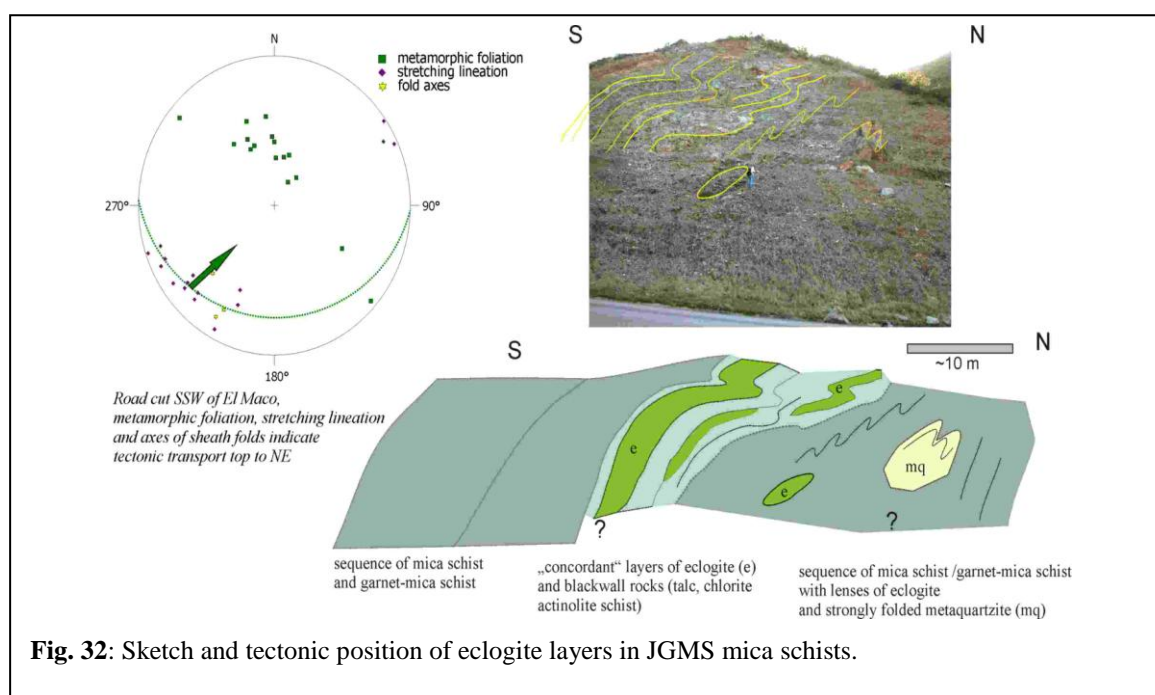 N
metamorphic foliation
stretching lineation
fold axes
270°
90°
180°
Road cut SSW of El Maco,
metamorphic foliation, stretching lineation
and axes of sheath folds indicate
tectonic transport top to NE
S
N
S
N
~10 m
e
e
e
mq
?
?
sequence of mica schist
and garnet-mica schist
„concordant“ layers of eclogite (e)
and blackwall rocks (talc, chlorite
actinolite schist)
sequence of mica schist /garnet-mica schist
with lenses of eclogite
and strongly folded metaquartzite (mq)
Fig. 32: Sketch and tectonic position of eclogite layers in JGMS mica schists.